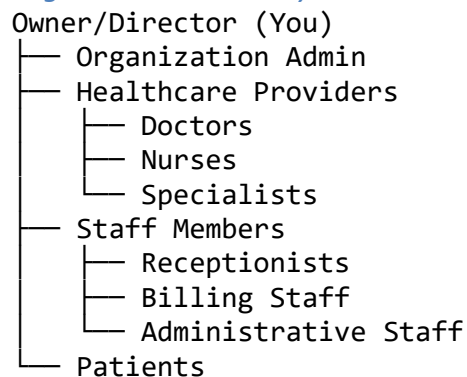 Owner/Director (You)
├── Organization Admin
├── Healthcare Providers
│   ├── Doctors
│   ├── Nurses
│   └── Specialists
├── Staff Members
│   ├── Receptionists
│   ├── Billing Staff
│   └── Administrative Staff
└── Patients